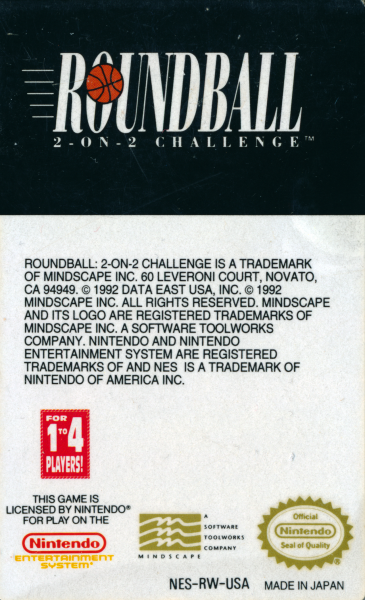 ROUNDBALL
2-ON-2 CHALLENGE™
ROUNDBALL: 2-ON-2 CHALLENGE IS A TRADEMARK
OF MINDSCAPE INC. 60 LEVERONI COURT, NOVATO,
CA 94949. © 1992 DATA EAST USA, INC. © 1992
MINDSCAPE INC. ALL RIGHTS RESERVED. MINDSCAPE
AND ITS LOGO ARE REGISTERED TRADEMARKS OF
MINDSCAPE INC. A SOFTWARE TOOLWORKS
COMPANY. NINTENDO AND NINTENDO
ENTERTAINMENT SYSTEM ARE REGISTERED
TRADEMARKS OF AND NES IS A TRADEMARK OF
NINTENDO OF AMERICA INC.
FOR
1 TO 4
PLAYERS!
THIS GAME IS
LICENSED BY NINTENDO®
FOR PLAY ON THE
Nintendo
ENTERTAINMENT
SYSTEM®
A
SOFTWARE
TOOLWORKS
COMPANY
MINDSCAPE
Official
Nintendo
Seal of Quality
NES-RW-USA
MADE IN JAPAN